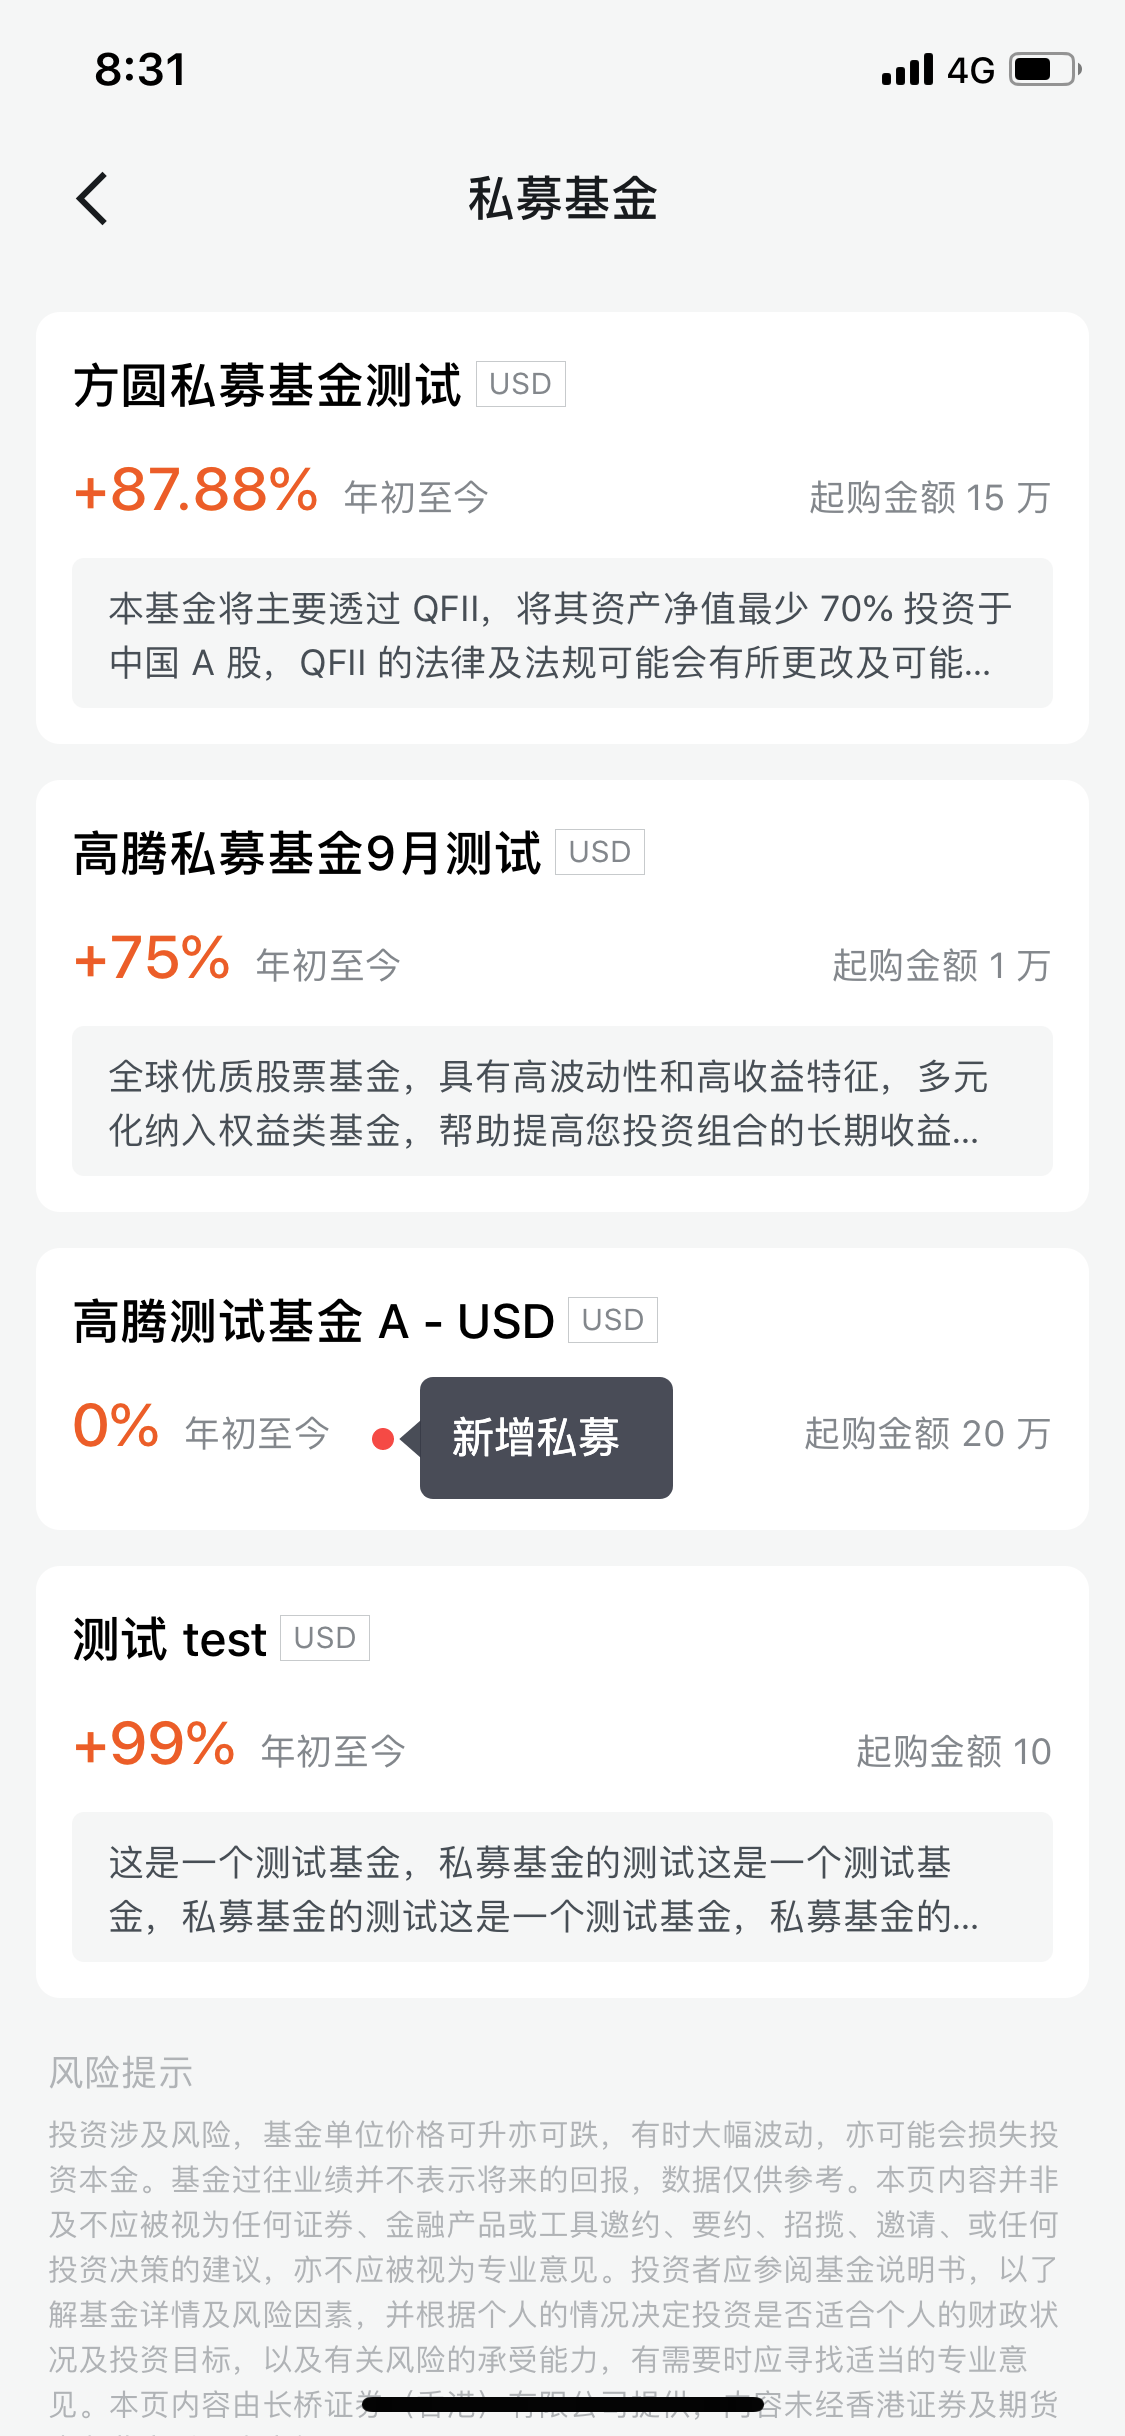 8:31
4G
私募基金
方圆私募基金测试 USD
+87.88% 年初至今 起购金额 15 万
本基金将主要透过 QFII，将其资产净值最少 70% 投资于
中国 A 股，QFII 的法律及法规可能会有所更改及可能...
高腾私募基金9月测试 USD
+75% 年初至今 起购金额 1 万
全球优质股票基金，具有高波动性和高收益特征，多元
化纳入权益类基金，帮助提高您投资组合的长期收益...
高腾测试基金 A - USD USD
0% 年初至今 新增私募 起购金额 20 万
测试 test USD
+99% 年初至今 起购金额 10
这是一个测试基金，私募基金的测试这是一个测试基
金，私募基金的测试这是一个测试基金，私募基金的...
风险提示
投资涉及风险，基金单位价格可升亦可跌，有时大幅波动，亦可能会损失投
资本金。基金过往业绩并不表示将来的回报，数据仅供参考。本页内容并非
及不应被视为任何证券、金融产品或工具邀约、要约、招揽、邀请、或任何
投资决策的建议，亦不应被视为专业意见。投资者应参阅基金说明书，以了
解基金详情及风险因素，并根据个人的情况决定投资是否适合个人的财政状
况及投资目标，以及有关风险的承受能力，有需要时应寻找适当的专业意
见。本页内容由长桥证券（香港）有限公司提供，内容未经香港证券及期货